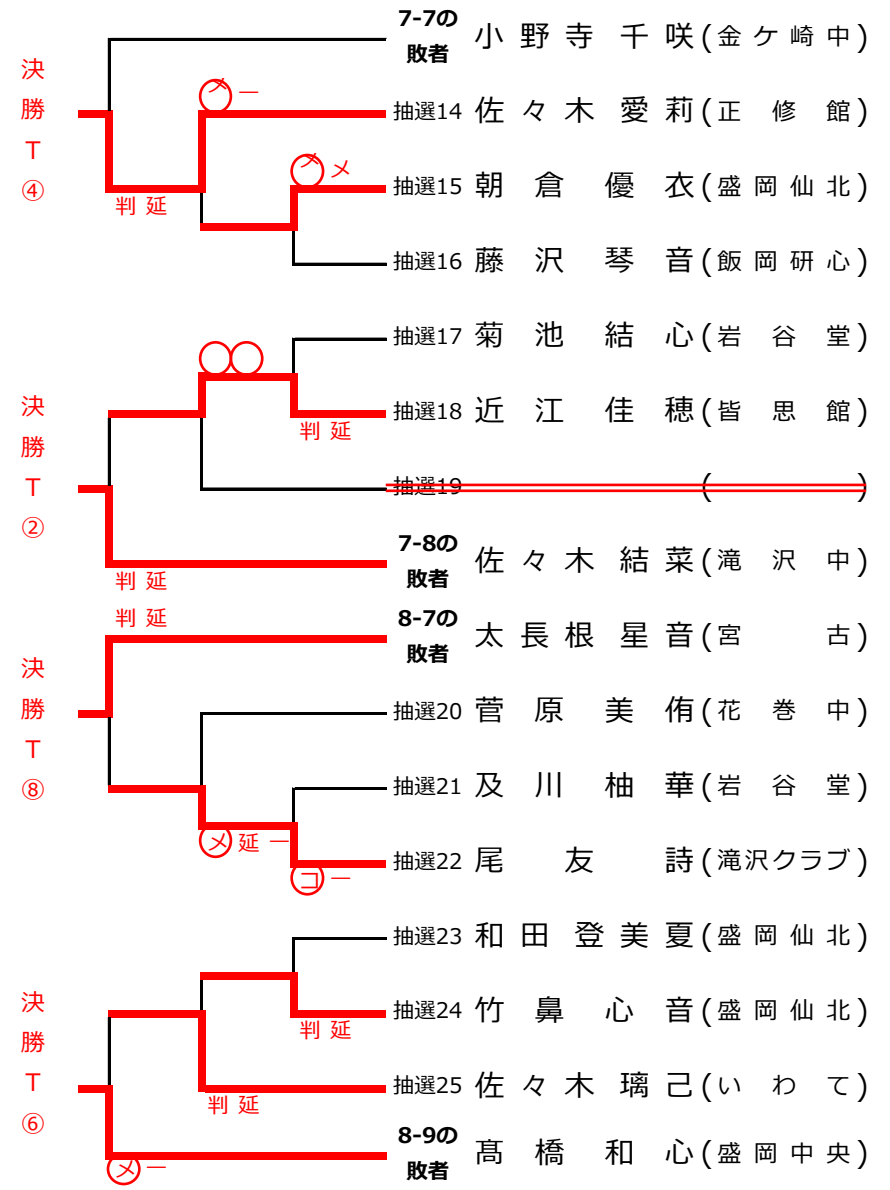 7-7の
敗者
小野寺千咲(金ケ崎中)
決勝T④
メ ー
抽選14 佐々木愛莉(正修館)
メ メ
抽選15 朝倉優衣(盛岡仙北)
判延
抽選16 藤沢琴音(飯岡研心)
抽選17 菊池結心(岩谷堂)
決勝T②
抽選18 近江佳穂(皆思館)
判延
抽選19 ( )
7-8の
敗者
佐々木結菜(滝沢中)
判延
判延
8-7の
敗者
太長根星音(宮古)
決勝T⑧
抽選20 菅原美侑(花巻中)
抽選21 及川柚華(岩谷堂)
メ延ー
抽選22 尾友詩(滝沢クラブ)
コー
抽選23 和田登美夏(盛岡仙北)
決勝T⑥
抽選24 竹鼻心音(盛岡仙北)
判延
抽選25 佐々木璃己(いわて)
判延
8-9の
敗者
髙橋和心(盛岡中央)
メー